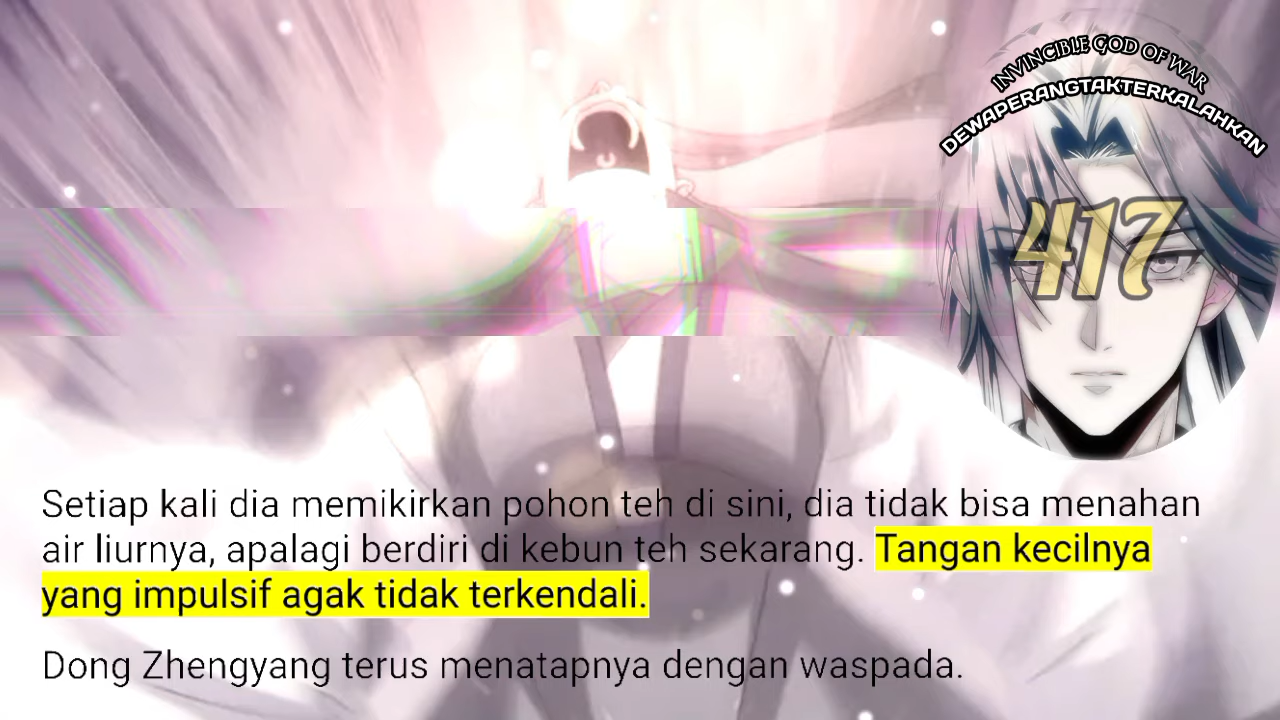 INVINCIBLE GOD OF WAR
DEWAPERANGTAKTERKALAHKAN
417
Setiap kali dia memikirkan pohon teh di sini, dia tidak bisa menahan
air liurnya, apalagi berdiri di kebun teh sekarang. Tangan kecilnya
yang impulsif agak tidak terkendali.
Dong Zhengyang terus menatapnya dengan waspada.